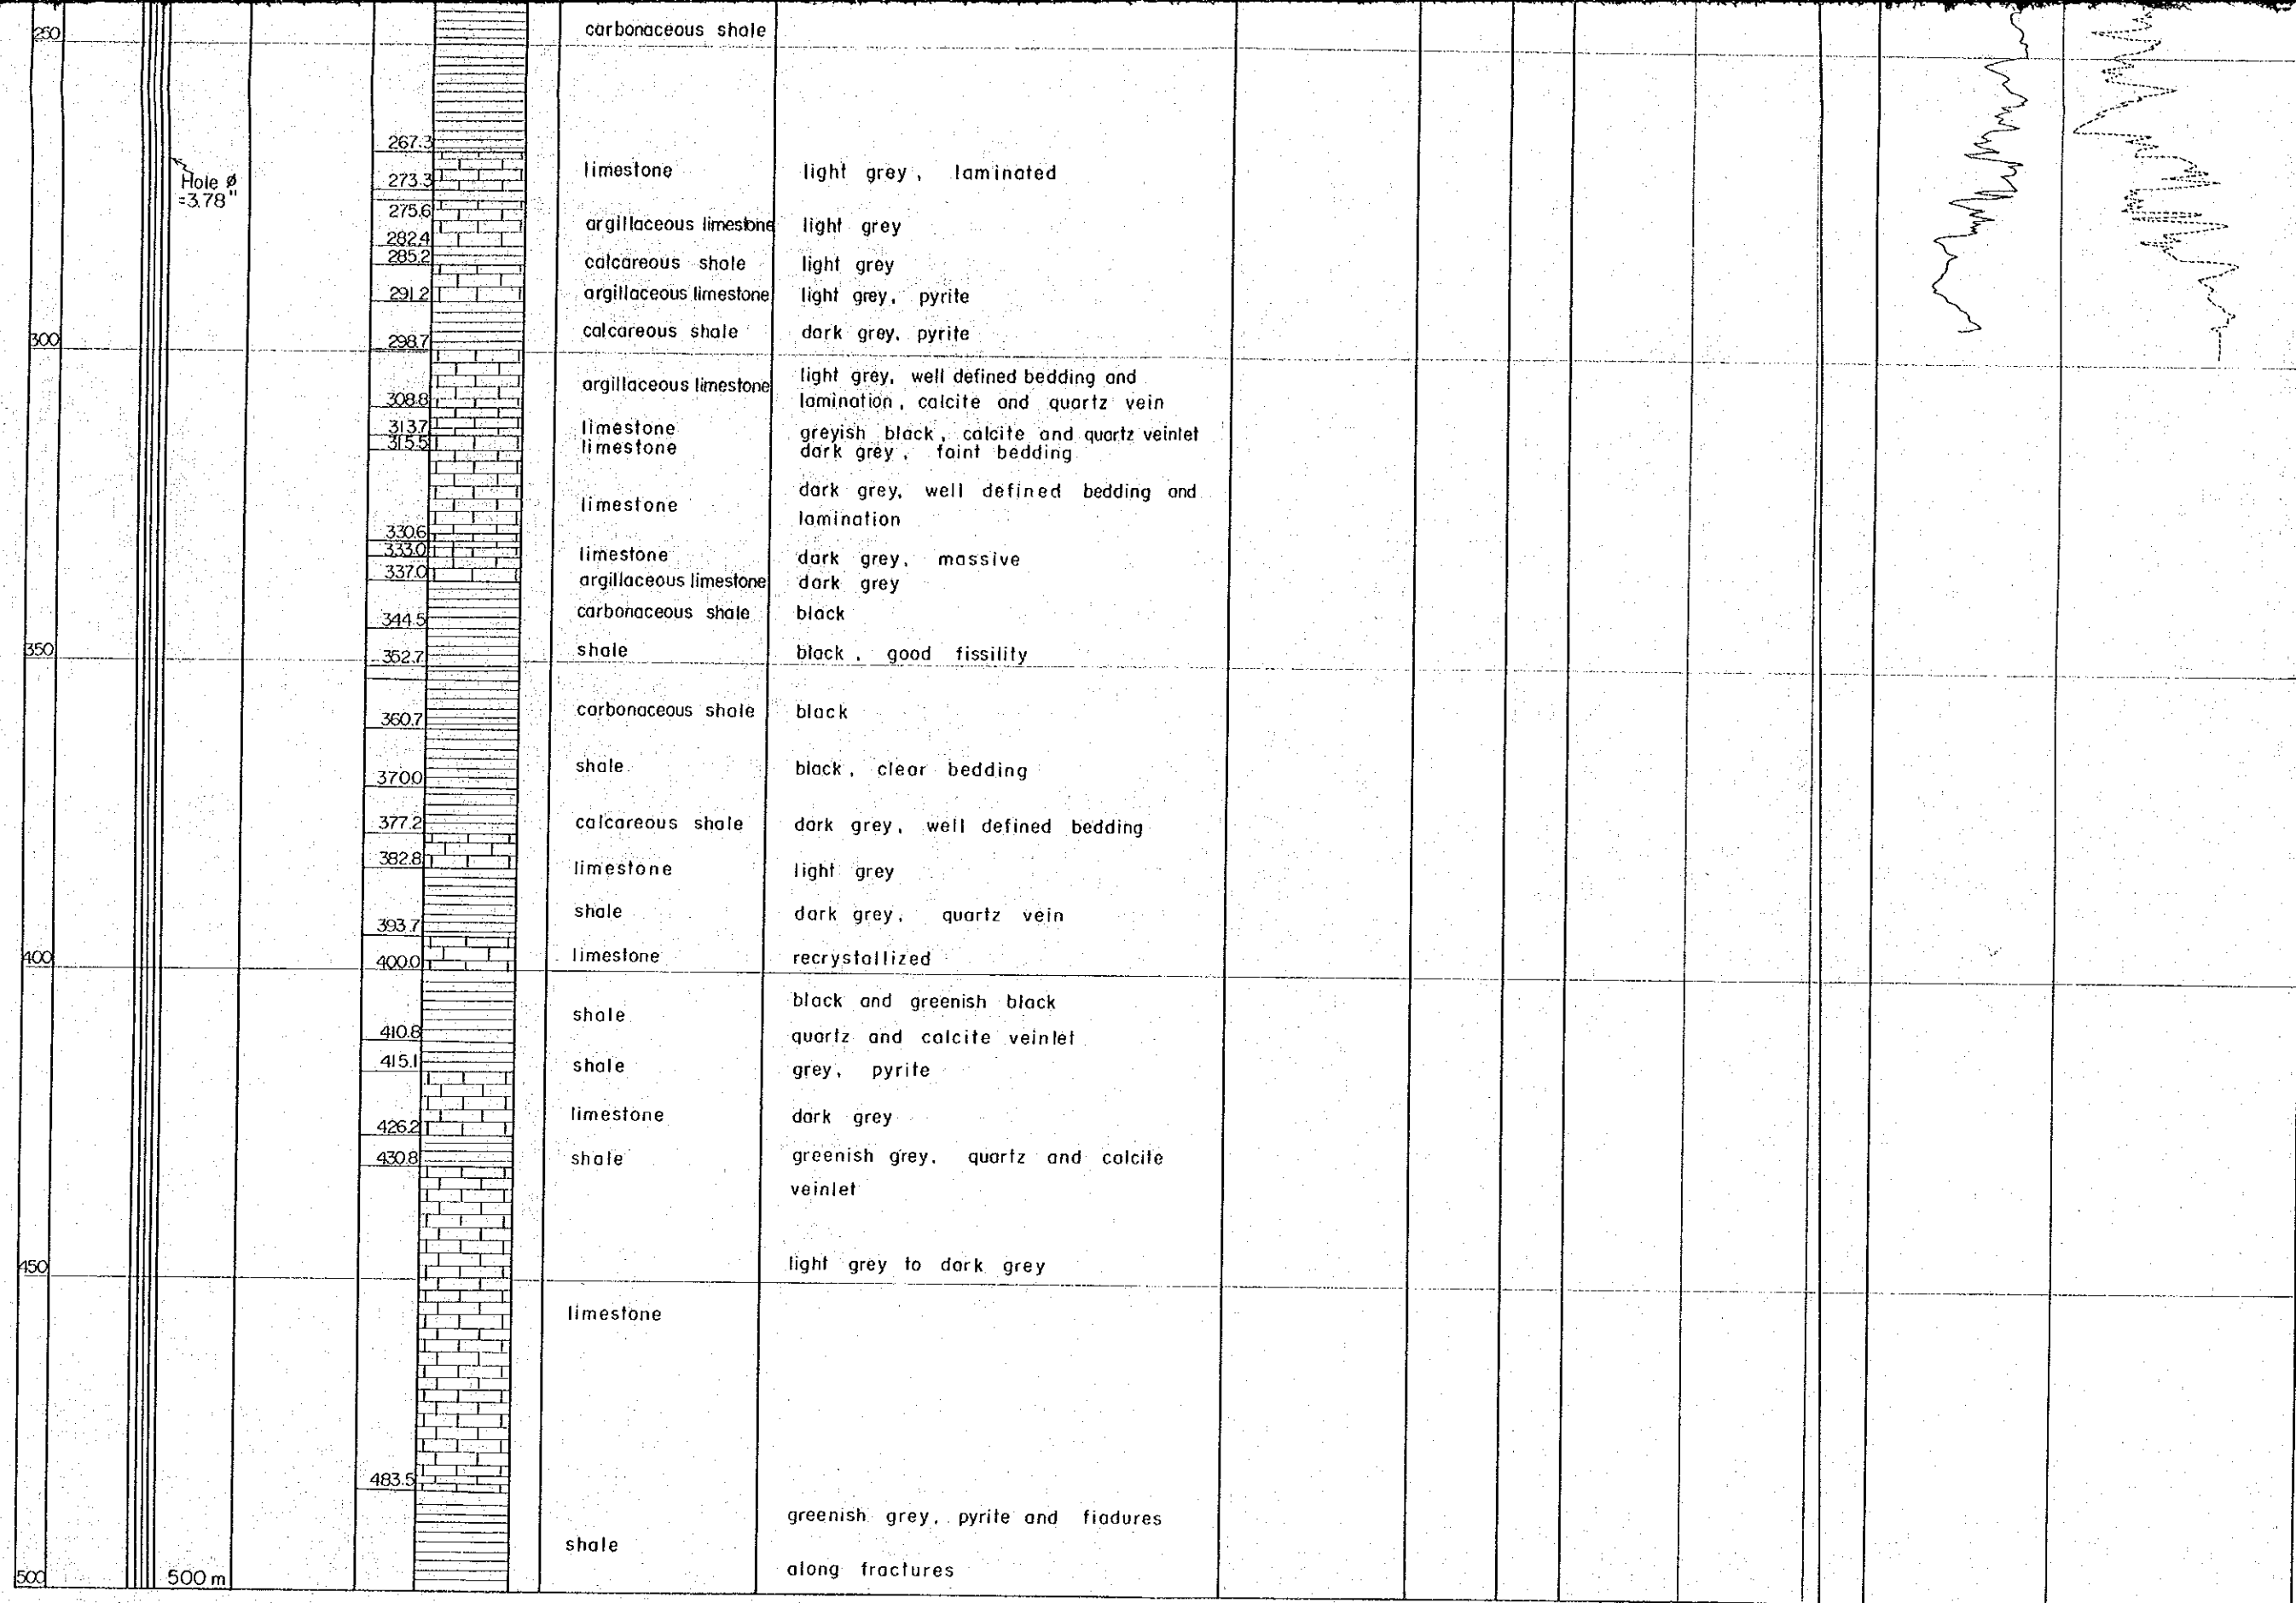 250
carbonaceous shale
267.3
Hole ø
=3.78"
273.3
limestone
light grey, laminated
275.6
argillaceous limestone
light grey
282.4
285.2
calcareous shale
light grey
291.2
argillaceous limestone
light grey, pyrite
300
298.7
calcareous shale
dark grey, pyrite
argillaceous limestone
light grey, well defined bedding and
lamination, calcite and quartz vein
308.8
313.7
limestone
greyish black, calcite and quartz veinlet
315.5
limestone
dark grey, faint bedding
limestone
dark grey, well defined bedding and
lamination
330.6
333.0
limestone
dark grey, massive
337.0
argillaceous limestone
dark grey
344.5
carbonaceous shale
black
350
352.7
shale
black, good fissility
360.7
carbonaceous shale
black
370.0
shale
black, clear bedding
377.2
calcareous shale
dark grey, well defined bedding
382.8
limestone
light grey
393.7
shale
dark grey, quartz vein
400
400.0
limestone
recrystallized
shale
black and greenish black
quartz and calcite veinlet
410.8
415.1
shale
grey, pyrite
426.2
limestone
dark grey
430.8
shale
greenish grey, quartz and calcite
veinlet
450
light grey to dark grey
limestone
483.5
greenish grey, pyrite and fiadures
shale
along fractures
500
500 m